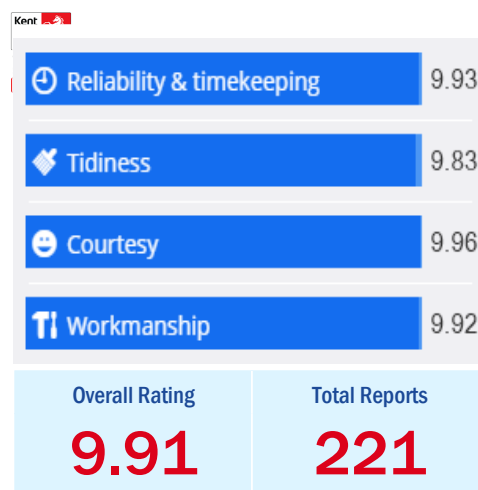 Kent
Reliability & timekeeping 9.93
Tidiness 9.83
Courtesy 9.96
Workmanship 9.92
Overall Rating Total Reports
9.91 221